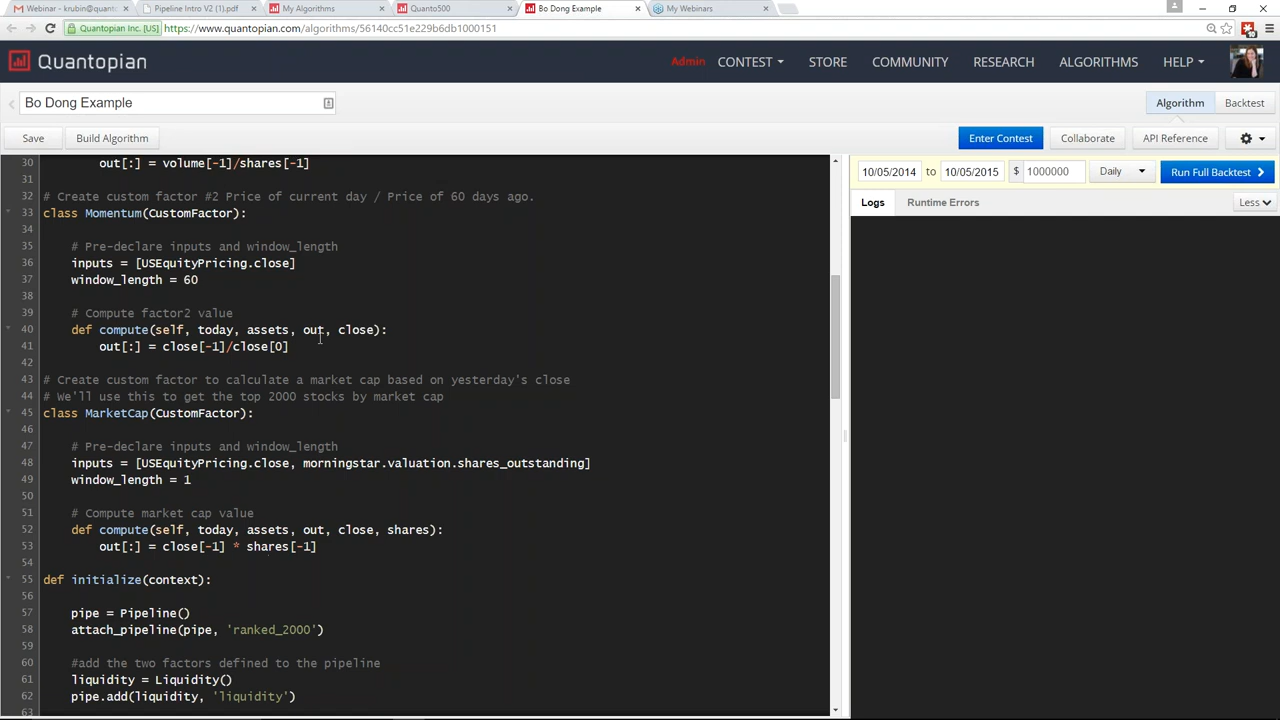 Webinar - krubin@quant
Pipeline Intro V2 (1).pdf
My Algorithms
Quanto500
Bo Dong Example
My Webinars
Quantopian Inc. [US]
https://www.quantopian.com/algorithms/56140cc51e229b6db1000151
Quantopian
Admin
CONTEST
STORE
COMMUNITY
RESEARCH
ALGORITHMS
HELP
Bo Dong Example
Algorithm
Backtest
Save
Build Algorithm
Enter Contest
Collaborate
API Reference
10/05/2014 to 10/05/2015 $ 1000000 Daily
Run Full Backtest
Logs
Runtime Errors
Less
30 out[:] = volume[-1]/shares[-1]
31
32 # Create custom factor #2 Price of current day / Price of 60 days ago.
33 class Momentum(CustomFactor):
34
35 # Pre-declare inputs and window_length
36 inputs = [USEquityPricing.close]
37 window_length = 60
38
39 # Compute factor2 value
40 def compute(self, today, assets, out, close):
41 out[:] = close[-1]/close[0]
42
43 # Create custom factor to calculate a market cap based on yesterday's close
44 # We'll use this to get the top 2000 stocks by market cap
45 class MarketCap(CustomFactor):
46
47 # Pre-declare inputs and window_length
48 inputs = [USEquityPricing.close, morningstar.valuation.shares_outstanding]
49 window_length = 1
50
51 # Compute market cap value
52 def compute(self, today, assets, out, close, shares):
53 out[:] = close[-1] * shares[-1]
54
55 def initialize(context):
56
57 pipe = Pipeline()
58 attach_pipeline(pipe, 'ranked_2000')
59
60 #add the two factors defined to the pipeline
61 liquidity = Liquidity()
62 pipe.add(liquidity, 'liquidity')
63